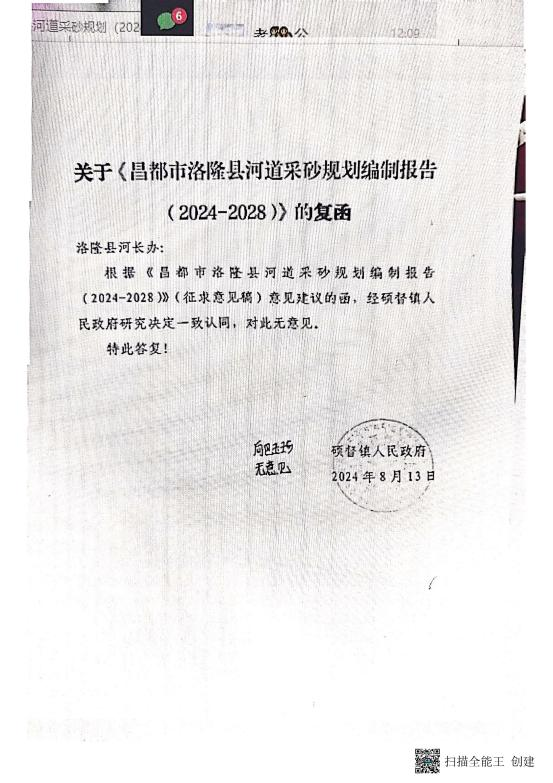 河道采砂规划（202
6
12:09
关于《昌都市洛隆县河道采砂规划编制报告
（2024-2028）》的复函
洛隆县河长办：
根据《昌都市洛隆县河道采砂规划编制报告
（2024-2028）》（征求意见稿）意见建议的函，经硕督镇人
民政府研究决定一致认同，对此无意见。
特此答复！
无意见
硕督镇人民政府
2024年8月13日
扫描全能王 创建